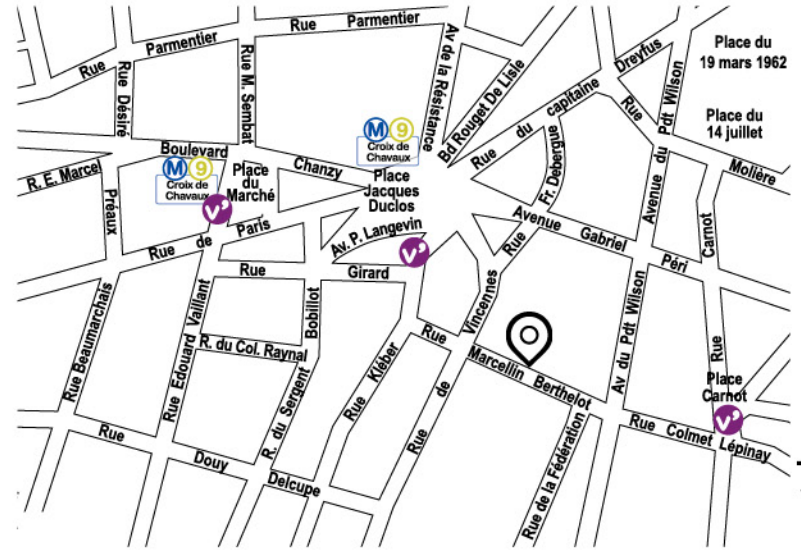 Rue Parmentier
Rue Parmentier
Rue Désiré
Préaux
Rue M. Sembat
Av de la Résistance
Bd Rouget De Lisle
Rue du capitaine Dreyfus
Place du
19 mars 1962
Place du
14 juillet
Rue Molière
Avenue du Pdt Wilson
M 9
Croix de
Chavaux
M 9
Croix de
Chavaux
Boulevard Chanzy
R. E. Marcel
Place
du
Marché
Place
Jacques
Duclos
Fr. Debergue
Carnot
v'
Rue de Paris
Av. P. Langevin
v'
Avenue Gabriel Péri
Rue Girard
Rue Beaumarchais
Rue Edouard Vaillant
Bobillot
R. du Sergent
R. du Col. Raynal
Rue Kléber
Vincennes
Rue
Rue de
Rue Marcellin Berthelot
Av du Pdt Wilson
Rue
Place
Carnot
v'
Rue Colmet Lépinay
Rue de la Fédération
Rue Douy Delcupe